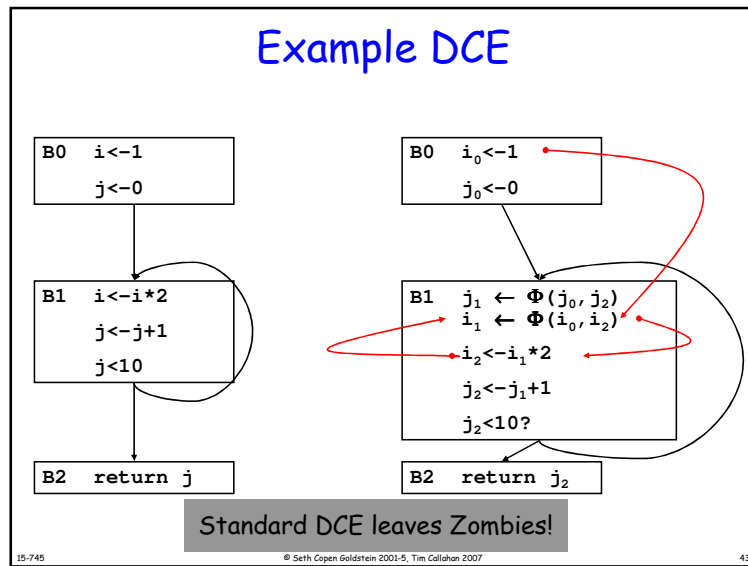 Example DCE
B0 i<-1
j<-0
B1 i<-i*2
j<-j+1
j<10
B2 return j
B0 i₀<-1
j₀<-0
B1 j₁ ← Φ(j₀,j₂)
i₁ ← Φ(i₀,i₂)
i₂<-i₁*2
j₂<-j₁+1
j₂<10?
B2 return j₂
Standard DCE leaves Zombies!
15-745 © Seth Copen Goldstein 2001-5, Tim Callahan 2007 43